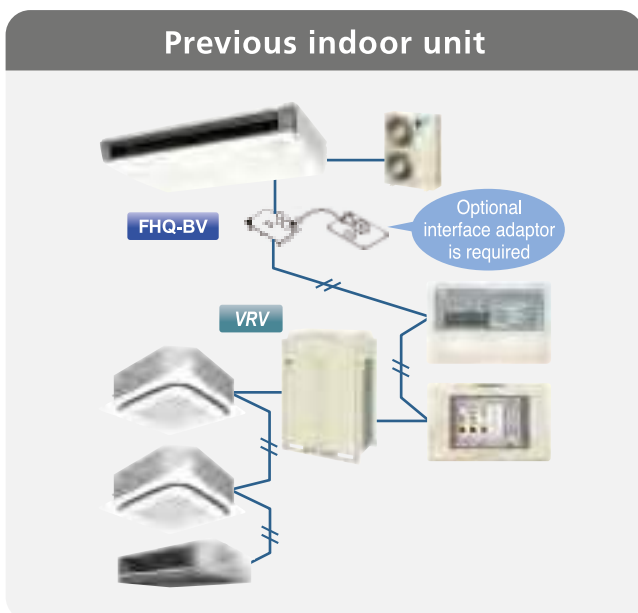 Previous indoor unit
FHQ-BV
Optional
interface adaptor
is required
VRV